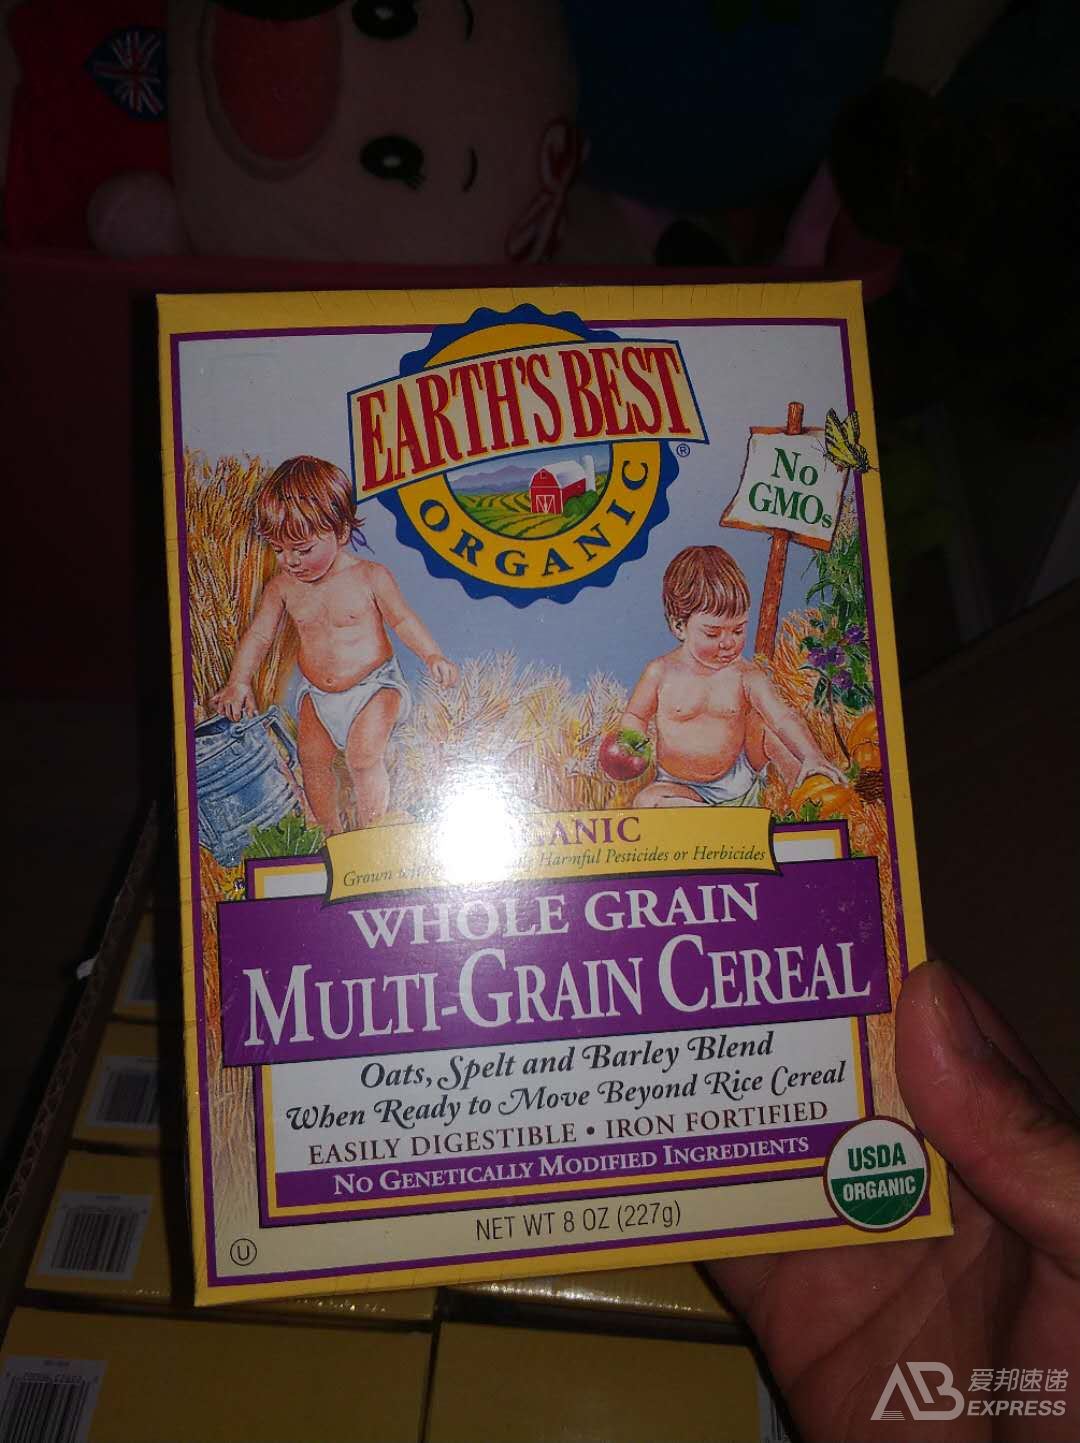 EARTH'S BEST
®
ORGANIC
No
GMOs
Grown Harmful Pesticides or Herbicides
WHOLE GRAIN
MULTI-GRAIN CEREAL
Oats, Spelt and Barley Blend
When Ready to Move Beyond Rice Cereal
EASILY DIGESTIBLE • IRON FORTIFIED
NO GENETICALLY MODIFIED INGREDIENTS
USDA
ORGANIC
NET WT 8 OZ (227g)
U
AB 爱邦速递
EXPRESS